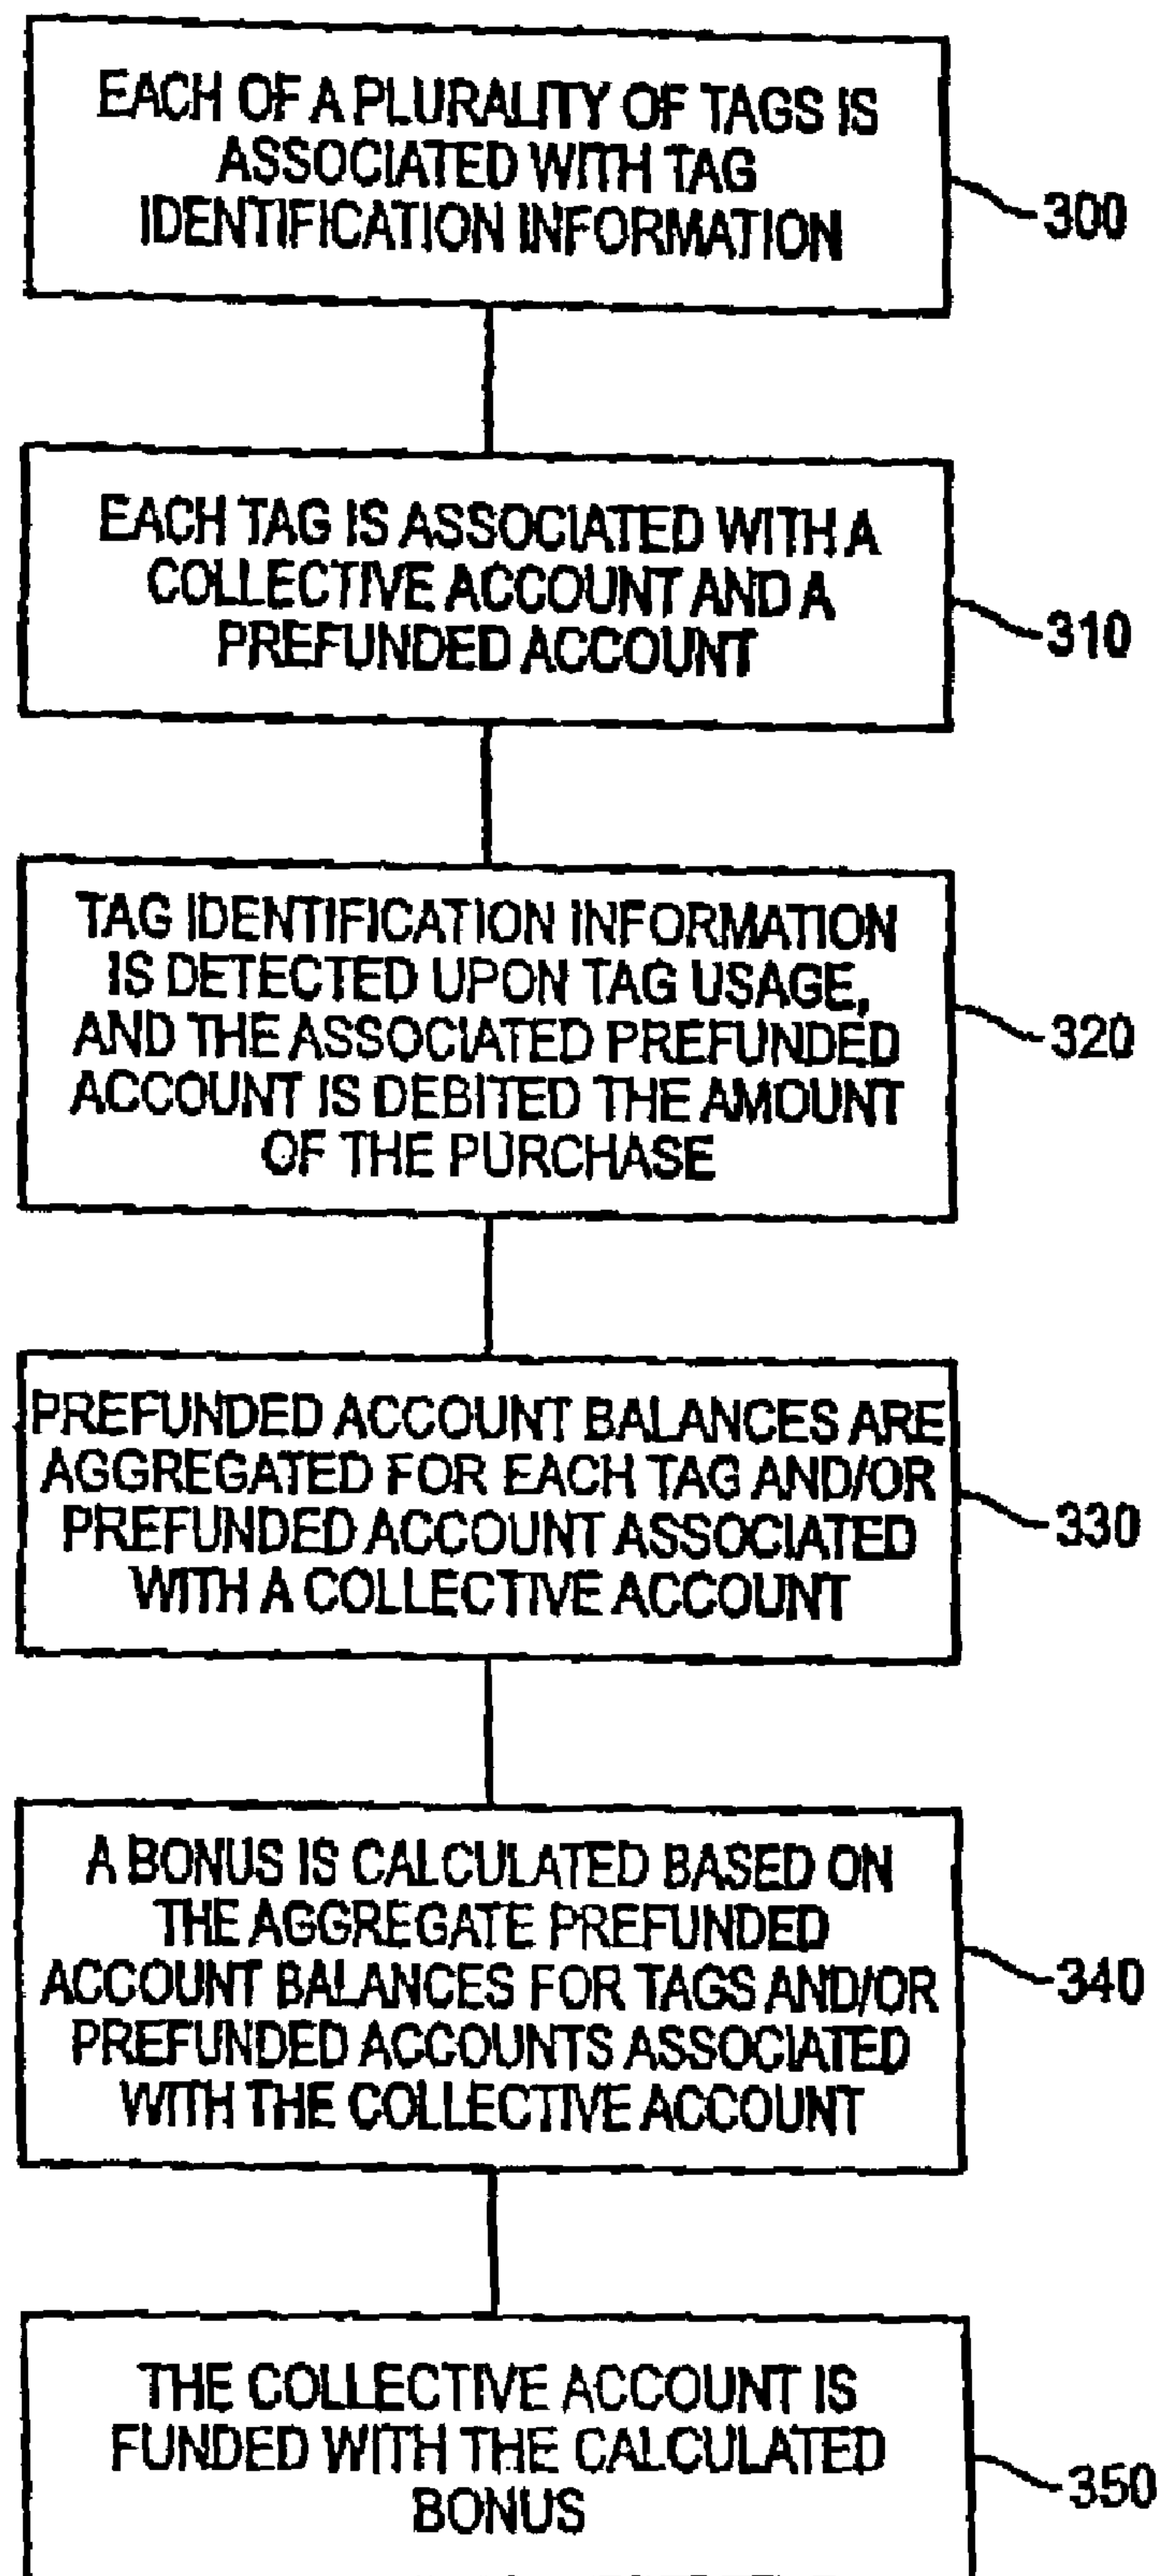 EACH OF A PLURALITY OF TAGS IS
ASSOCIATED WITH TAG
IDENTIFICATION INFORMATION
300
EACH TAG IS ASSOCIATED WITH A
COLLECTIVE ACCOUNT AND A
PREFUNDED ACCOUNT
310
TAG IDENTIFICATION INFORMATION
IS DETECTED UPON TAG USAGE,
AND THE ASSOCIATED PREFUNDED
ACCOUNT IS DEBITED THE AMOUNT
OF THE PURCHASE
320
PREFUNDED ACCOUNT BALANCES ARE
AGGREGATED FOR EACH TAG AND/OR
PREFUNDED ACCOUNT ASSOCIATED
WITH A COLLECTIVE ACCOUNT
330
A BONUS IS CALCULATED BASED ON
THE AGGREGATE PREFUNDED
ACCOUNT BALANCES FOR TAGS AND/OR
PREFUNDED ACCOUNTS ASSOCIATED
WITH THE COLLECTIVE ACCOUNT
340
THE COLLECTIVE ACCOUNT IS
FUNDED WITH THE CALCULATED
BONUS
350